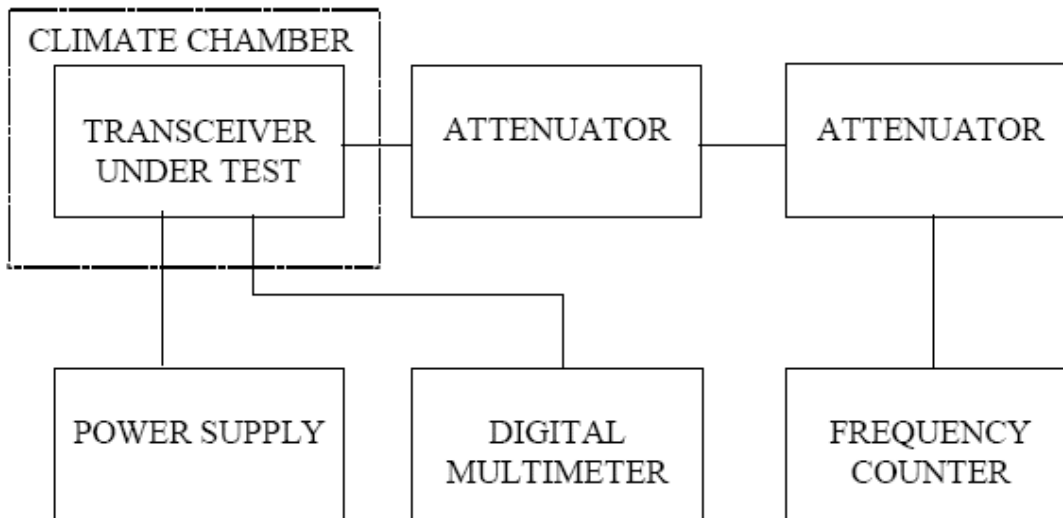 CLIMATE CHAMBER
TRANSCEIVER
UNDER TEST
ATTENUATOR
ATTENUATOR
POWER SUPPLY
DIGITAL
MULTIMETER
FREQUENCY
COUNTER